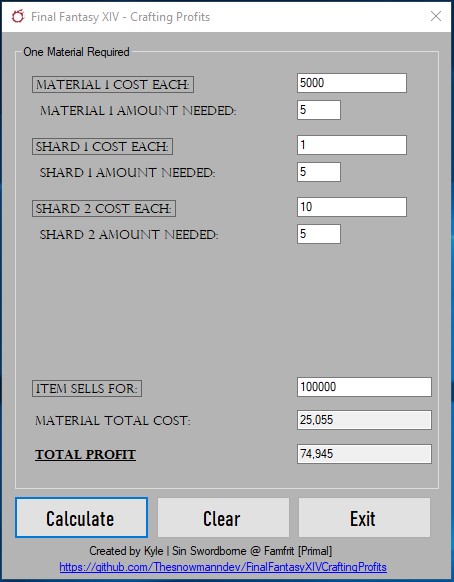 Final Fantasy XIV - Crafting Profits
One Material Required
MATERIAL 1 COST EACH: 5000
MATERIAL 1 AMOUNT NEEDED: 5
SHARD 1 COST EACH: 1
SHARD 1 AMOUNT NEEDED: 5
SHARD 2 COST EACH: 10
SHARD 2 AMOUNT NEEDED: 5
ITEM SELLS FOR: 100000
MATERIAL TOTAL COST: 25,055
TOTAL PROFIT 74,945
Calculate Clear Exit
Created by Kyle | Sin Swordborne @ Famfrit [Primal]
https://github.com/Thesnowmanndev/FinalFantasyXIVCraftingProfits